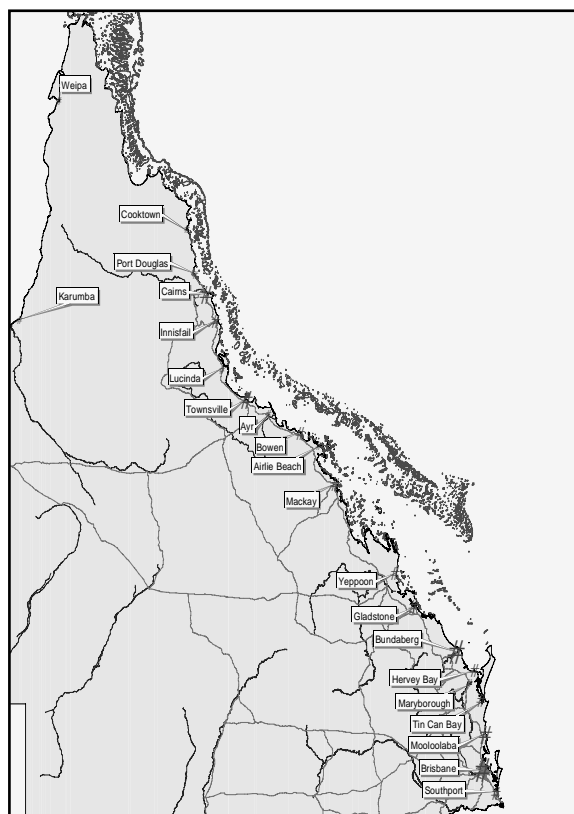 Weipa
Cooktown
Port Douglas
Cairns
Karumba
Innisfail
Lucinda
Townsville
Ayr
Bowen
Airlie Beach
Mackay
Yeppoon
Gladstone
Bundaberg
Hervey Bay
Maryborough
Tin Can Bay
Mooloolaba
Brisbane
Southport